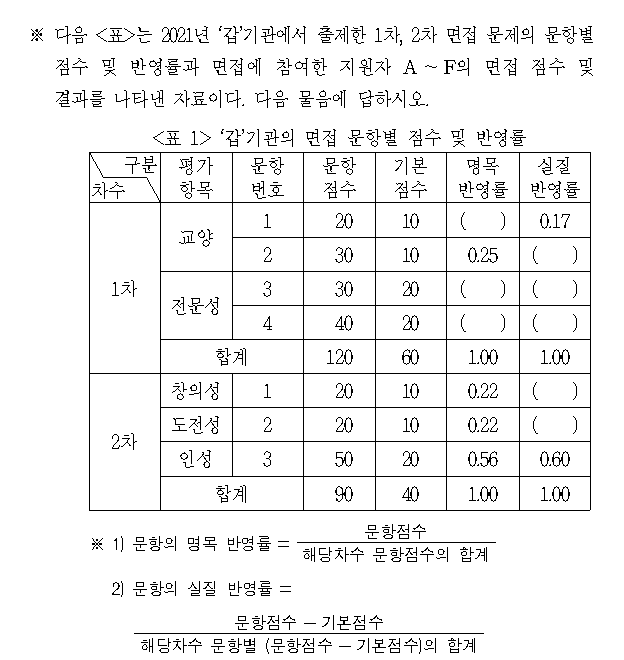 ※ 다음 <표>는 2021년 ‘갑’기관에서 출제한 1차, 2차 면접 문제의 문항별
점수 및 반영률과 면접에 참여한 지원자 A ~ F의 면접 점수 및
결과를 나타낸 자료이다. 다음 물음에 답하시오.
<표 1> ‘갑’기관의 면접 문항별 점수 및 반영률
구분 평가 문항 문항 기본 명목 실질
차수 항목 번호 점수 점수 반영률 반영률
1차
교양
1 20 10 ( ) 0.17
2 30 10 0.25 ( )
전문성
3 30 20 ( ) ( )
4 40 20 ( ) ( )
합계 120 60 1.00 1.00
2차
창의성 1 20 10 0.22 ( )
도전성 2 20 10 0.22 ( )
인성 3 50 20 0.56 0.60
합계 90 40 1.00 1.00
※ 1) 문항의 명목 반영률 =
문항점수
해당차수 문항점수의 합계
2) 문항의 실질 반영률 =
문항점수 − 기본점수
해당차수 문항별 (문항점수 − 기본점수)의 합계